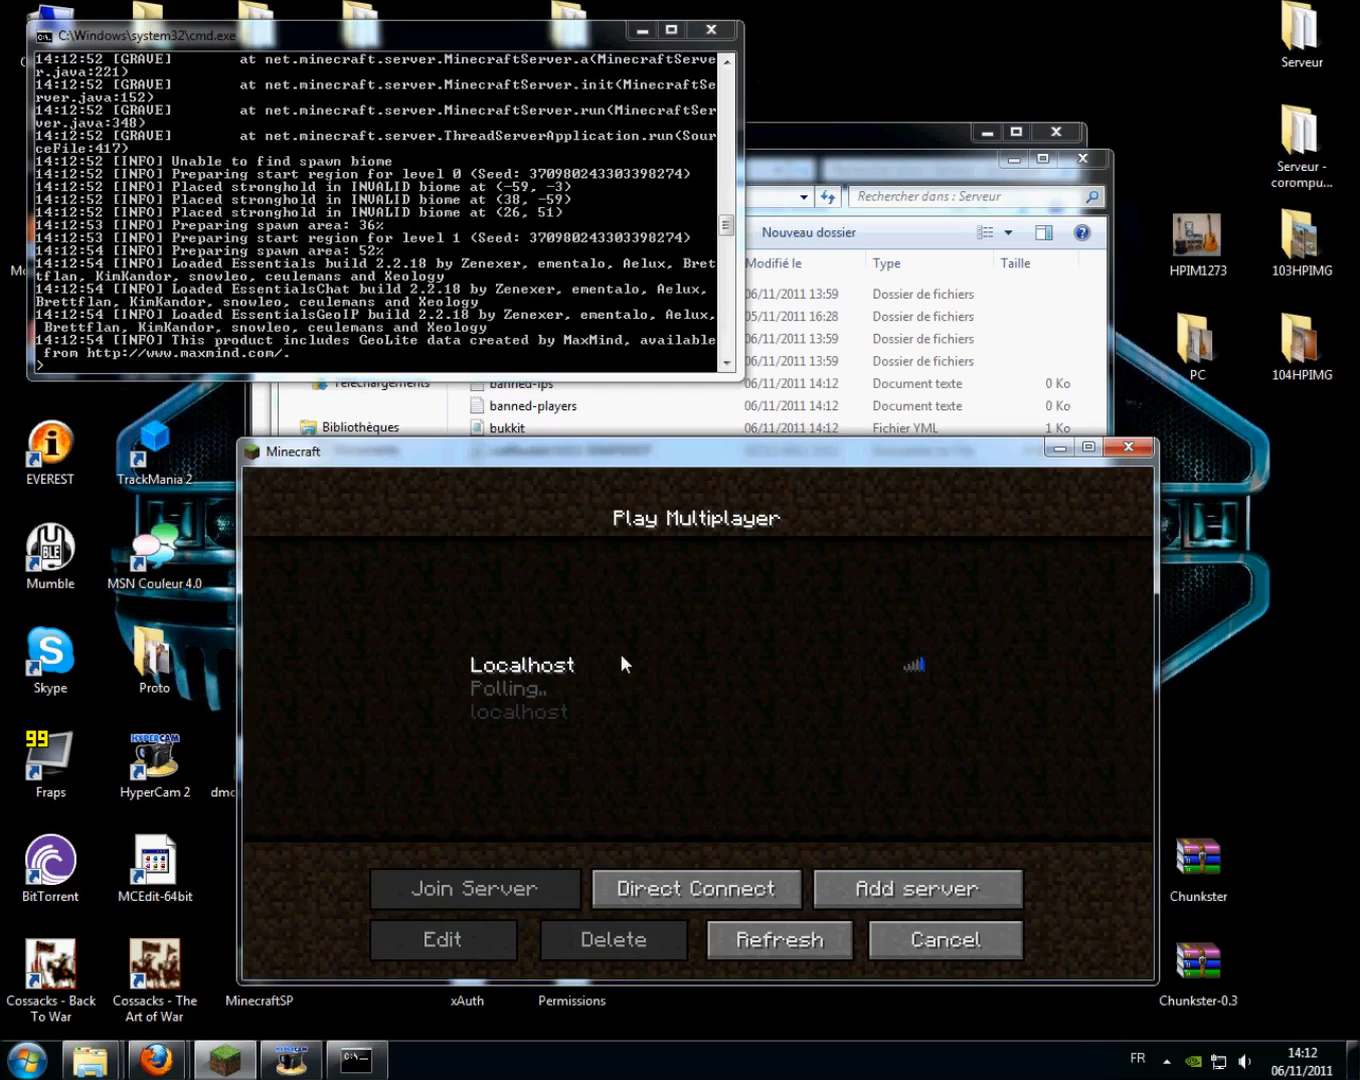 C:\Windows\system32\cmd.exe
14:12:52 [GRAVE]         at net.minecraft.server.MinecraftServer.a(MinecraftServe
r.java:221)
14:12:52 [GRAVE]         at net.minecraft.server.MinecraftServer.init(MinecraftSe
rver.java:152)
14:12:52 [GRAVE]         at net.minecraft.server.MinecraftServer.run(MinecraftSer
ver.java:348)
14:12:52 [GRAVE]         at net.minecraft.server.ThreadServerApplication.run(Sour
ceFile:417)
14:12:52 [INFO] Unable to find spawn biome
14:12:52 [INFO] Preparing start region for level 0 (Seed: 370980243303398274)
14:12:52 [INFO] Placed stronghold in INVALID biome at (-59, -3)
14:12:52 [INFO] Placed stronghold in INVALID biome at (38, -59)
14:12:52 [INFO] Placed stronghold in INVALID biome at (26, 51)
14:12:53 [INFO] Preparing spawn area: 36%
14:12:53 [INFO] Preparing start region for level 1 (Seed: 370980243303398274)
14:12:54 [INFO] Preparing spawn area: 52%
14:12:54 [INFO] Loaded Essentials build 2.2.18 by Zenexer, ementalo, Aelux, Bret
tflan, KimKandor, snowleo, ceulemans and Xeology
14:12:54 [INFO] Loaded EssentialsChat build 2.2.18 by Zenexer, ementalo, Aelux,
Brettflan, KimKandor, snowleo, ceulemans and Xeology
14:12:54 [INFO] Loaded EssentialsGeoIP build 2.2.18 by Zenexer, ementalo, Aelux,
 Brettflan, KimKandor, snowleo, ceulemans and Xeology
14:12:54 [INFO] This product includes GeoLite data created by MaxMind, available
 from http://www.maxmind.com/.
>
Rechercher dans : Serveur
Nouveau dossier
Modifié le Type Taille
06/11/2011 13:59 Dossier de fichiers
05/11/2011 16:28 Dossier de fichiers
06/11/2011 13:59 Dossier de fichiers
06/11/2011 13:59 Dossier de fichiers
Téléchargements banned-ips 06/11/2011 14:12 Document texte 0 Ko
banned-players 06/11/2011 14:12 Document texte 0 Ko
Bibliothèques bukkit 06/11/2011 14:12 Fichier YML 1 Ko
Minecraft
Play Multiplayer
Localhost
Polling..
localhost
Join Server Direct Connect Add server
Edit Delete Refresh Cancel
Serveur
Serveur -
corompu...
HPIM1273 103HPIMG
PC 104HPIMG
EVEREST TrackMania 2
Mumble MSN Couleur 4.0
Skype Proto
99
Fraps HyperCam 2 dmc
BitTorrent MCEdit-64bit
Chunkster
Cossacks - Back
To War
Cossacks - The
Art of War
MinecraftSP xAuth Permissions
Chunkster-0.3
FR
14:12
06/11/2011